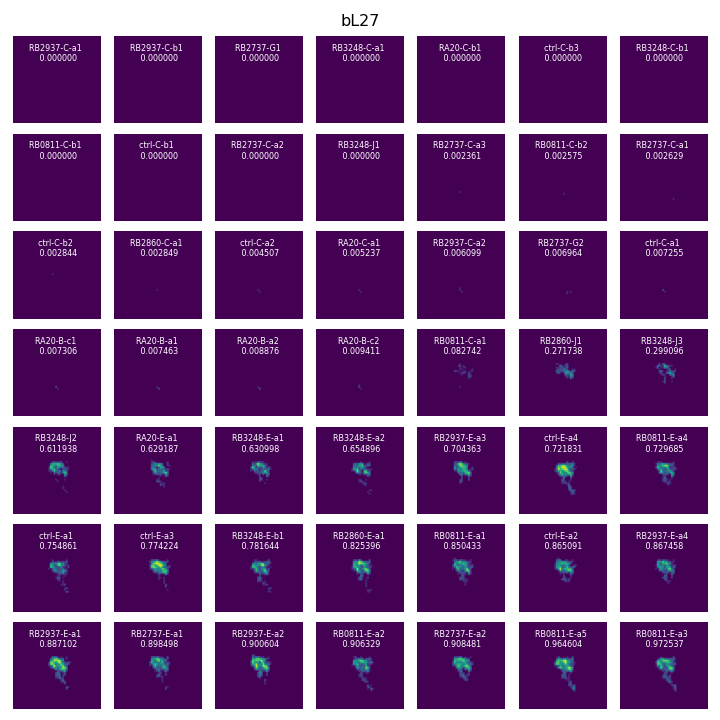 bL27
RB2937-C-a1
0.000000
RB2937-C-b1
0.000000
RB2737-G1
0.000000
RB3248-C-a1
0.000000
RA20-C-b1
0.000000
ctrl-C-b3
0.000000
RB3248-C-b1
0.000000
RB0811-C-b1
0.000000
ctrl-C-b1
0.000000
RB2737-C-a2
0.000000
RB3248-J1
0.000000
RB2737-C-a3
0.002361
RB0811-C-b2
0.002575
RB2737-C-a1
0.002629
ctrl-C-b2
0.002844
RB2860-C-a1
0.002849
ctrl-C-a2
0.004507
RA20-C-a1
0.005237
RB2937-C-a2
0.006099
RB2737-G2
0.006964
ctrl-C-a1
0.007255
RA20-B-c1
0.007306
RA20-B-a1
0.007463
RA20-B-a2
0.008876
RA20-B-c2
0.009411
RB0811-C-a1
0.082742
RB2860-J1
0.271738
RB3248-J3
0.299096
RB3248-J2
0.611938
RA20-E-a1
0.629187
RB3248-E-a1
0.630998
RB3248-E-a2
0.654896
RB2937-E-a3
0.704363
ctrl-E-a4
0.721831
RB0811-E-a4
0.729685
ctrl-E-a1
0.754861
ctrl-E-a3
0.774224
RB3248-E-b1
0.781644
RB2860-E-a1
0.825396
RB0811-E-a1
0.850433
ctrl-E-a2
0.865091
RB2937-E-a4
0.867458
RB2937-E-a1
0.887102
RB2737-E-a1
0.898498
RB2937-E-a2
0.900604
RB0811-E-a2
0.906329
RB2737-E-a2
0.908481
RB0811-E-a5
0.964604
RB0811-E-a3
0.972537